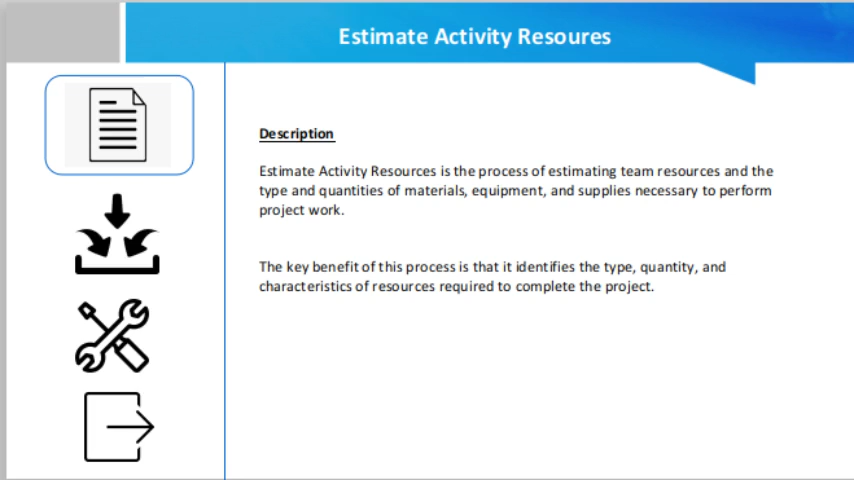 Estimate Activity Resoures
Description
Estimate Activity Resources is the process of estimating team resources and the
type and quantities of materials, equipment, and supplies necessary to perform
project work.
The key benefit of this process is that it identifies the type, quantity, and
characteristics of resources required to complete the project.